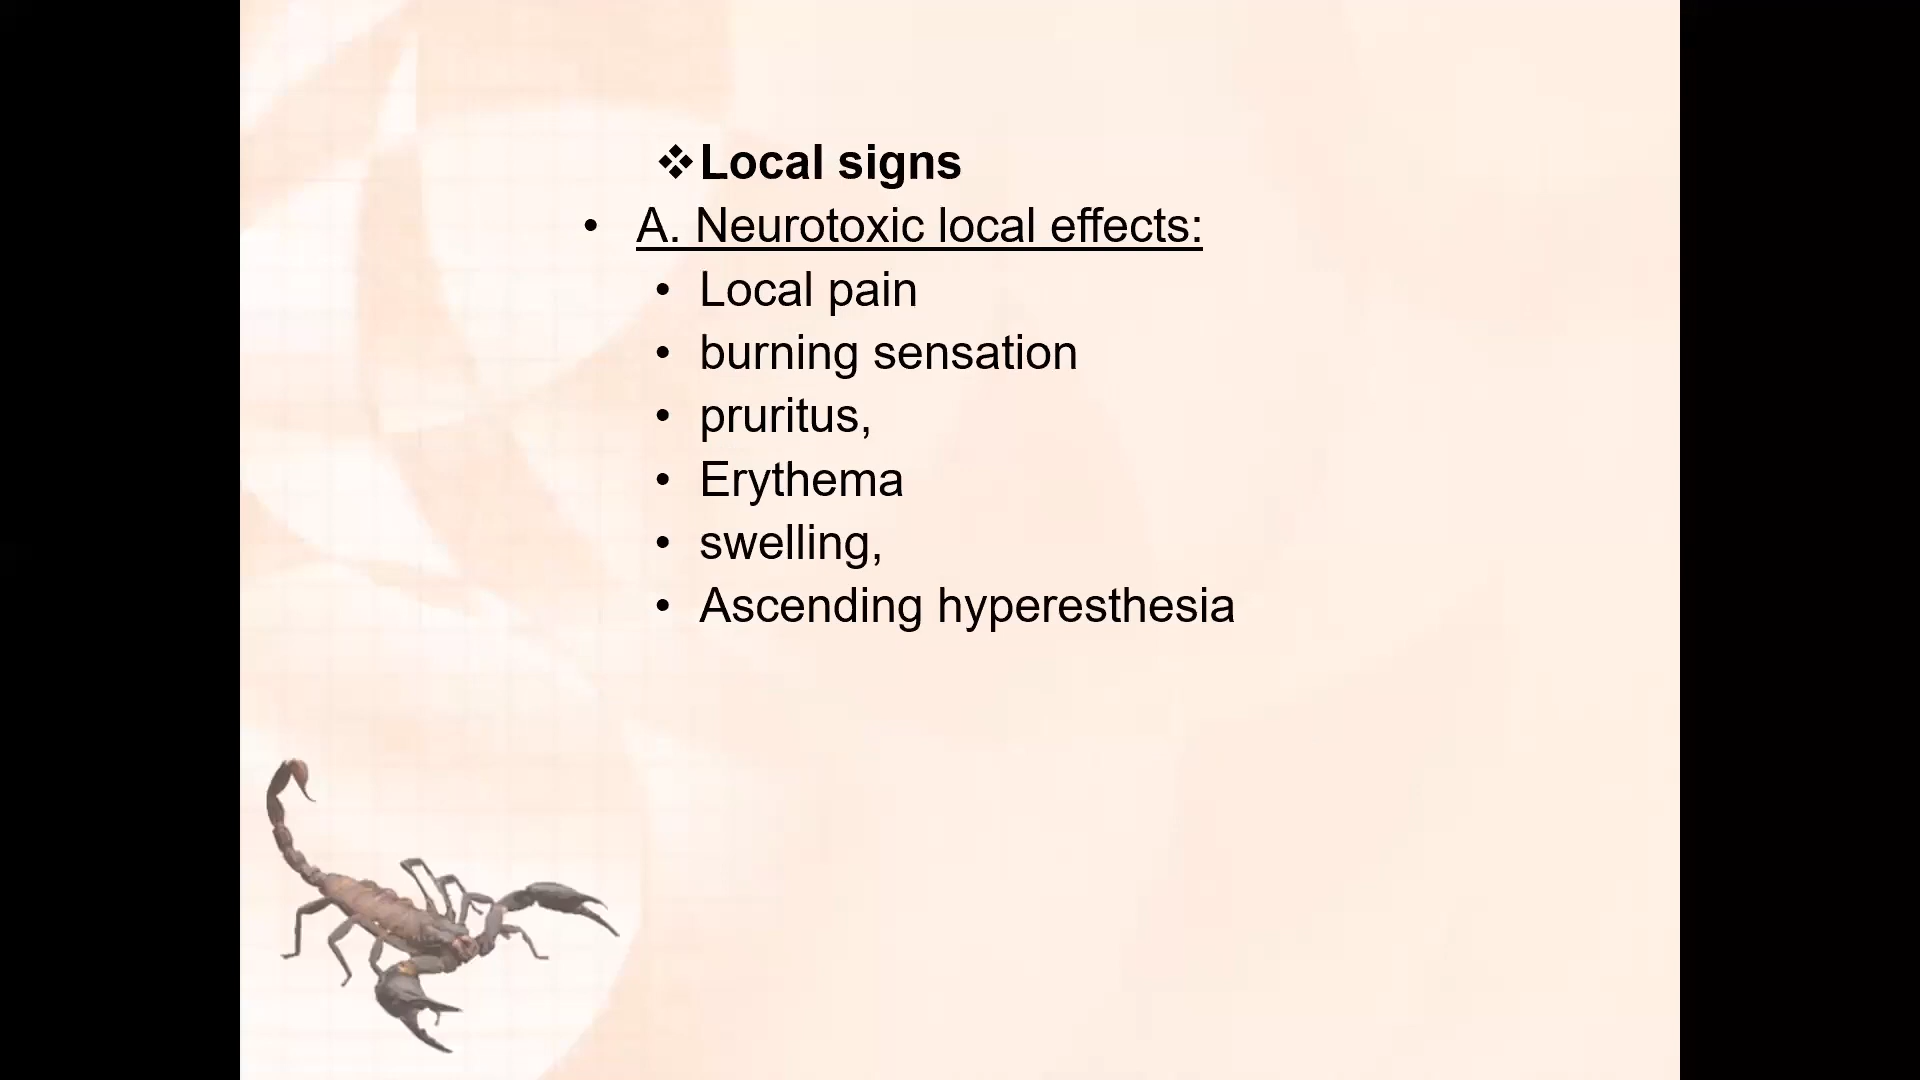 ❖Local signs
• A. Neurotoxic local effects:
• Local pain
• burning sensation
• pruritus,
• Erythema
• swelling,
• Ascending hyperesthesia